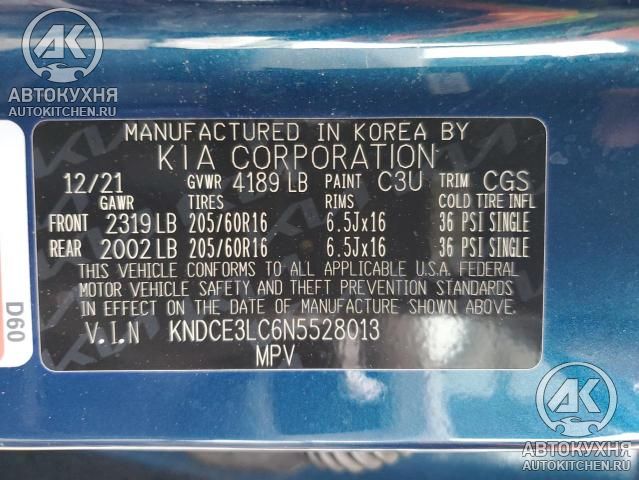 АК
АВТОКУХНЯ
AUTOKITCHEN.RU
MANUFACTURED IN KOREA BY
KIA CORPORATION
12/21 GVWR 4189 LB PAINT C3U TRIM CGS
GAWR TIRES RIMS COLD TIRE INFL
FRONT 2319 LB 205/60R16 6.5Jx16 36 PSI SINGLE
REAR 2002 LB 205/60R16 6.5Jx16 36 PSI SINGLE
THIS VEHICLE CONFORMS TO ALL APPLICABLE U.S.A. FEDERAL
MOTOR VEHICLE SAFETY AND THEFT PREVENTION STANDARDS
IN EFFECT ON THE DATE OF MANUFACTURE SHOWN ABOVE.
V.I.N KNDCE3LC6N5528013
MPV
D60
АК
АВТОКУХНЯ
AUTOKITCHEN.RU